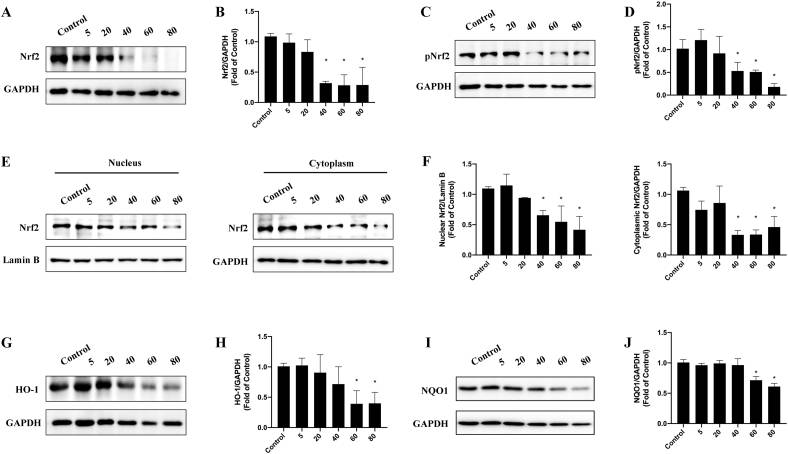 A
Control 5 20 40 60 80
Nrf2
GAPDH
B
Nrf2/GAPDH
(Fold of Control)
1.5
1.0
0.5
0.0
* * *
Control 5 20 40 60 80
C
Control 5 20 40 60 80
pNrf2
GAPDH
D
pNrf2/GAPDH
(Fold of Control)
1.5
1.0
0.5
0.0
* * *
Control 5 20 40 60 80
E
Nucleus
Control 5 20 40 60 80
Nrf2
Lamin B
Cytoplasm
Control 5 20 40 60 80
Nrf2
GAPDH
F
Nuclear Nrf2/Lamin B
(Fold of Control)
1.5
1.0
0.5
0.0
* * *
Control 5 20 40 60 80
Cytoplasmic Nrf2/GAPDH
(Fold of Control)
1.5
1.0
0.5
0.0
* * *
Control 5 20 40 60 80
G
Control 5 20 40 60 80
HO-1
GAPDH
H
HO-1/GAPDH
(Fold of Control)
1.5
1.0
0.5
0.0
* *
Control 5 20 40 60 80
I
Control 5 20 40 60 80
NQO1
GAPDH
J
NQO1/GAPDH
(Fold of Control)
1.5
1.0
0.5
0.0
* *
Control 5 20 40 60 80